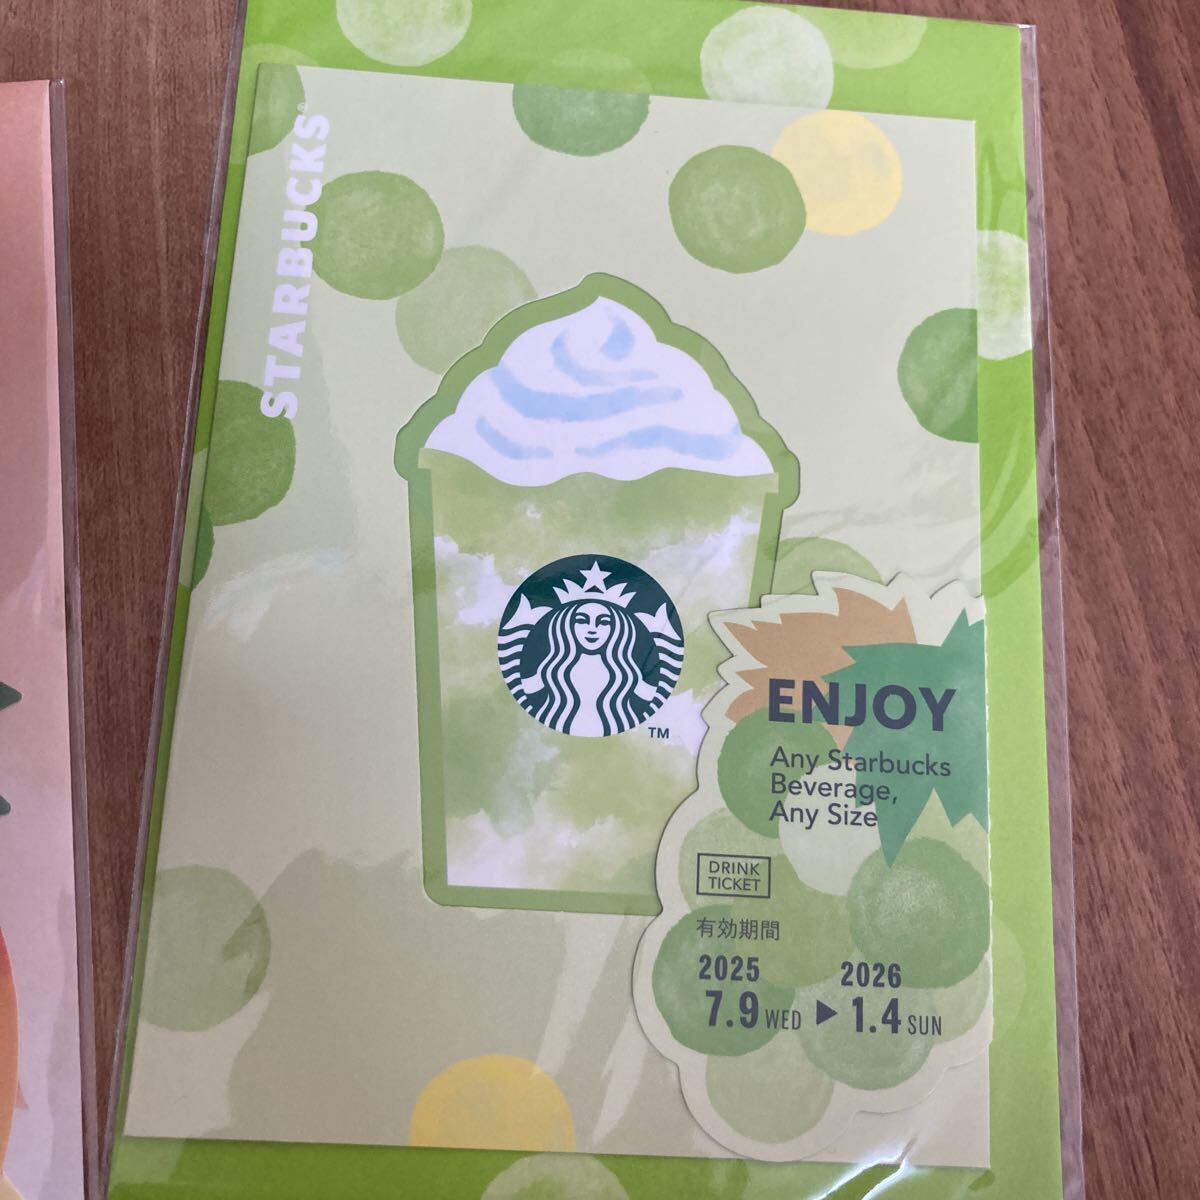 STARBUCKS®
TM
ENJOY
Any Starbucks
Beverage,
Any Size
DRINK
TICKET
有効期間
2025
7.9 WED ▶ 2026
1.4 SUN